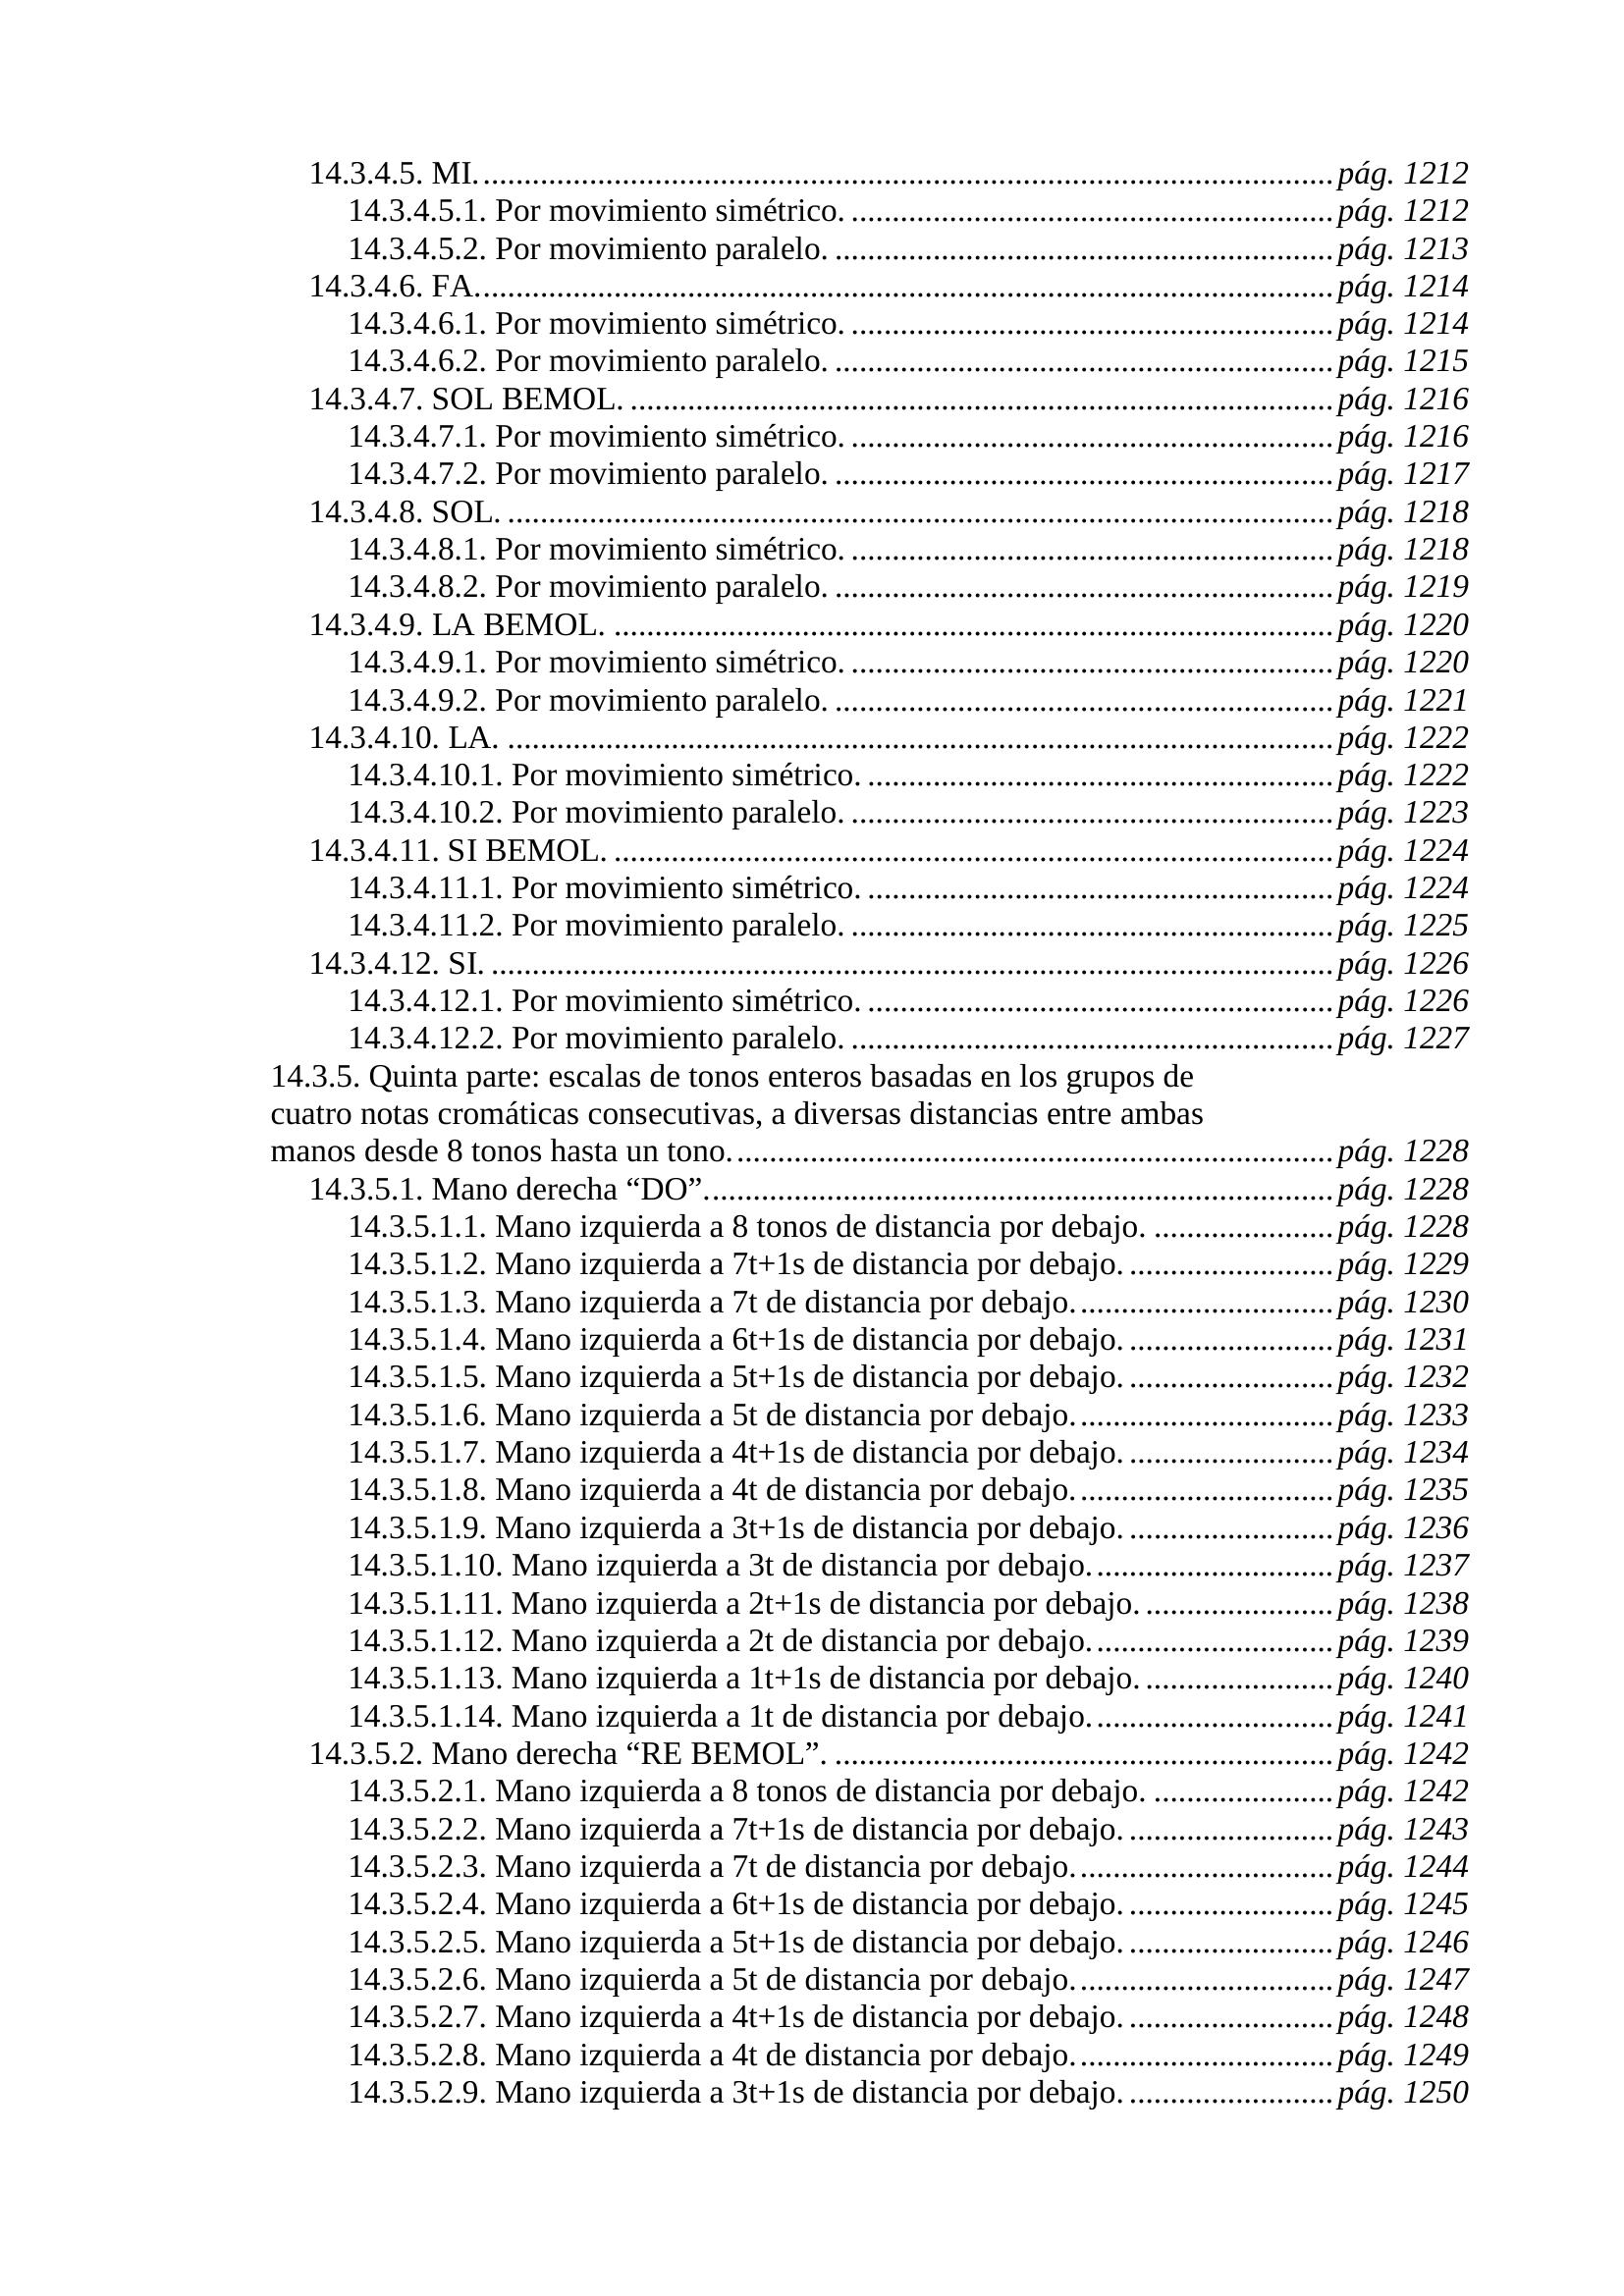 14.3.4.5. MI. pág. 1212
14.3.4.5.1. Por movimiento simétrico. pág. 1212
14.3.4.5.2. Por movimiento paralelo. pág. 1213
14.3.4.6. FA. pág. 1214
14.3.4.6.1. Por movimiento simétrico. pág. 1214
14.3.4.6.2. Por movimiento paralelo. pág. 1215
14.3.4.7. SOL BEMOL. pág. 1216
14.3.4.7.1. Por movimiento simétrico. pág. 1216
14.3.4.7.2. Por movimiento paralelo. pág. 1217
14.3.4.8. SOL. pág. 1218
14.3.4.8.1. Por movimiento simétrico. pág. 1218
14.3.4.8.2. Por movimiento paralelo. pág. 1219
14.3.4.9. LA BEMOL. pág. 1220
14.3.4.9.1. Por movimiento simétrico. pág. 1220
14.3.4.9.2. Por movimiento paralelo. pág. 1221
14.3.4.10. LA. pág. 1222
14.3.4.10.1. Por movimiento simétrico. pág. 1222
14.3.4.10.2. Por movimiento paralelo. pág. 1223
14.3.4.11. SI BEMOL. pág. 1224
14.3.4.11.1. Por movimiento simétrico. pág. 1224
14.3.4.11.2. Por movimiento paralelo. pág. 1225
14.3.4.12. SI. pág. 1226
14.3.4.12.1. Por movimiento simétrico. pág. 1226
14.3.4.12.2. Por movimiento paralelo. pág. 1227
14.3.5. Quinta parte: escalas de tonos enteros basadas en los grupos de
cuatro notas cromáticas consecutivas, a diversas distancias entre ambas
manos desde 8 tonos hasta un tono. pág. 1228
14.3.5.1. Mano derecha “DO”. pág. 1228
14.3.5.1.1. Mano izquierda a 8 tonos de distancia por debajo. pág. 1228
14.3.5.1.2. Mano izquierda a 7t+1s de distancia por debajo. pág. 1229
14.3.5.1.3. Mano izquierda a 7t de distancia por debajo. pág. 1230
14.3.5.1.4. Mano izquierda a 6t+1s de distancia por debajo. pág. 1231
14.3.5.1.5. Mano izquierda a 5t+1s de distancia por debajo. pág. 1232
14.3.5.1.6. Mano izquierda a 5t de distancia por debajo. pág. 1233
14.3.5.1.7. Mano izquierda a 4t+1s de distancia por debajo. pág. 1234
14.3.5.1.8. Mano izquierda a 4t de distancia por debajo. pág. 1235
14.3.5.1.9. Mano izquierda a 3t+1s de distancia por debajo. pág. 1236
14.3.5.1.10. Mano izquierda a 3t de distancia por debajo. pág. 1237
14.3.5.1.11. Mano izquierda a 2t+1s de distancia por debajo. pág. 1238
14.3.5.1.12. Mano izquierda a 2t de distancia por debajo. pág. 1239
14.3.5.1.13. Mano izquierda a 1t+1s de distancia por debajo. pág. 1240
14.3.5.1.14. Mano izquierda a 1t de distancia por debajo. pág. 1241
14.3.5.2. Mano derecha “RE BEMOL”. pág. 1242
14.3.5.2.1. Mano izquierda a 8 tonos de distancia por debajo. pág. 1242
14.3.5.2.2. Mano izquierda a 7t+1s de distancia por debajo. pág. 1243
14.3.5.2.3. Mano izquierda a 7t de distancia por debajo. pág. 1244
14.3.5.2.4. Mano izquierda a 6t+1s de distancia por debajo. pág. 1245
14.3.5.2.5. Mano izquierda a 5t+1s de distancia por debajo. pág. 1246
14.3.5.2.6. Mano izquierda a 5t de distancia por debajo. pág. 1247
14.3.5.2.7. Mano izquierda a 4t+1s de distancia por debajo. pág. 1248
14.3.5.2.8. Mano izquierda a 4t de distancia por debajo. pág. 1249
14.3.5.2.9. Mano izquierda a 3t+1s de distancia por debajo. pág. 1250